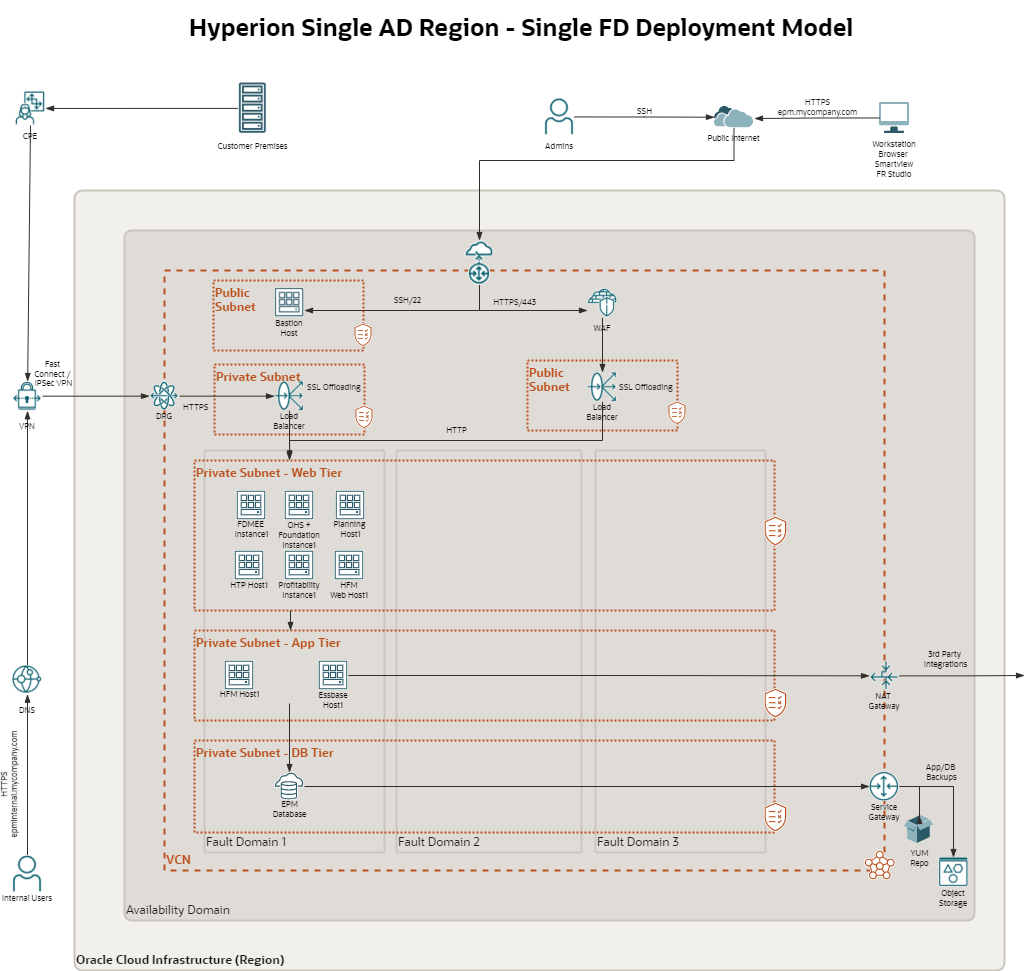 Hyperion Single AD Region - Single FD Deployment Model
CPE
Customer Premises
Admins
SSH
Public Internet
HTTPS
epm.mycompany.com
Workstation
Browser
Smartview
FR Studio
Public
Subnet
Bastion
Host
SSH/22
HTTPS/443
WAF
Fast
Connect /
IPSec VPN
VPN
DRG
HTTPS
Private Subnet
SSL Offloading
Load
Balancer
Public
Subnet
SSL Offloading
Load
Balancer
HTTP
Private Subnet - Web Tier
FDMEE
Instance1
OHS +
Foundation
Instance1
Planning
Host1
HTP Host1
Profitability
Instance1
HFM
Web Host1
Private Subnet - App Tier
HFM Host1
Essbase
Host1
3rd Party
Integrations
NAT
Gateway
DNS
HTTPS
epminternal.mycompany.com
Internal Users
Private Subnet - DB Tier
EPM
Database
App/DB
Backups
Service
Gateway
YUM
Repo
Object
Storage
Fault Domain 1
Fault Domain 2
Fault Domain 3
VCN
Availability Domain
Oracle Cloud Infrastructure (Region)